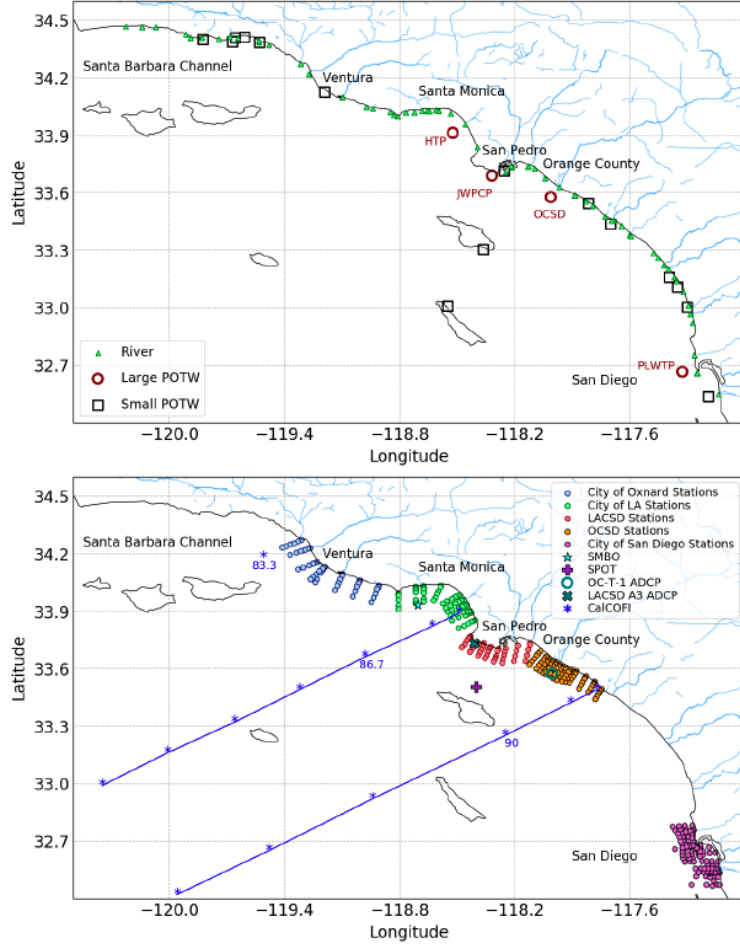 34.5
Santa Barbara Channel
34.2
Ventura
Santa Monica
33.9
HTP
San Pedro
Orange County
33.6
JWPCP
OCSD
Latitude
33.3
33.0
River
32.7
Large POTW
PLWTP
San Diego
Small POTW
−120.0 −119.4 −118.8 −118.2 −117.6
Longitude
34.5
City of Oxnard Stations
City of LA Stations
LACSD Stations
OCSD Stations
City of San Diego Stations
SMBO
SPOT
OC-T-1 ADCP
LACSD A3 ADCP
CalCOFI
Santa Barbara Channel
34.2
83.3
Ventura
Santa Monica
33.9
San Pedro
Orange County
86.7
33.6
Latitude
33.3
90
33.0
32.7
San Diego
−120.0 −119.4 −118.8 −118.2 −117.6
Longitude